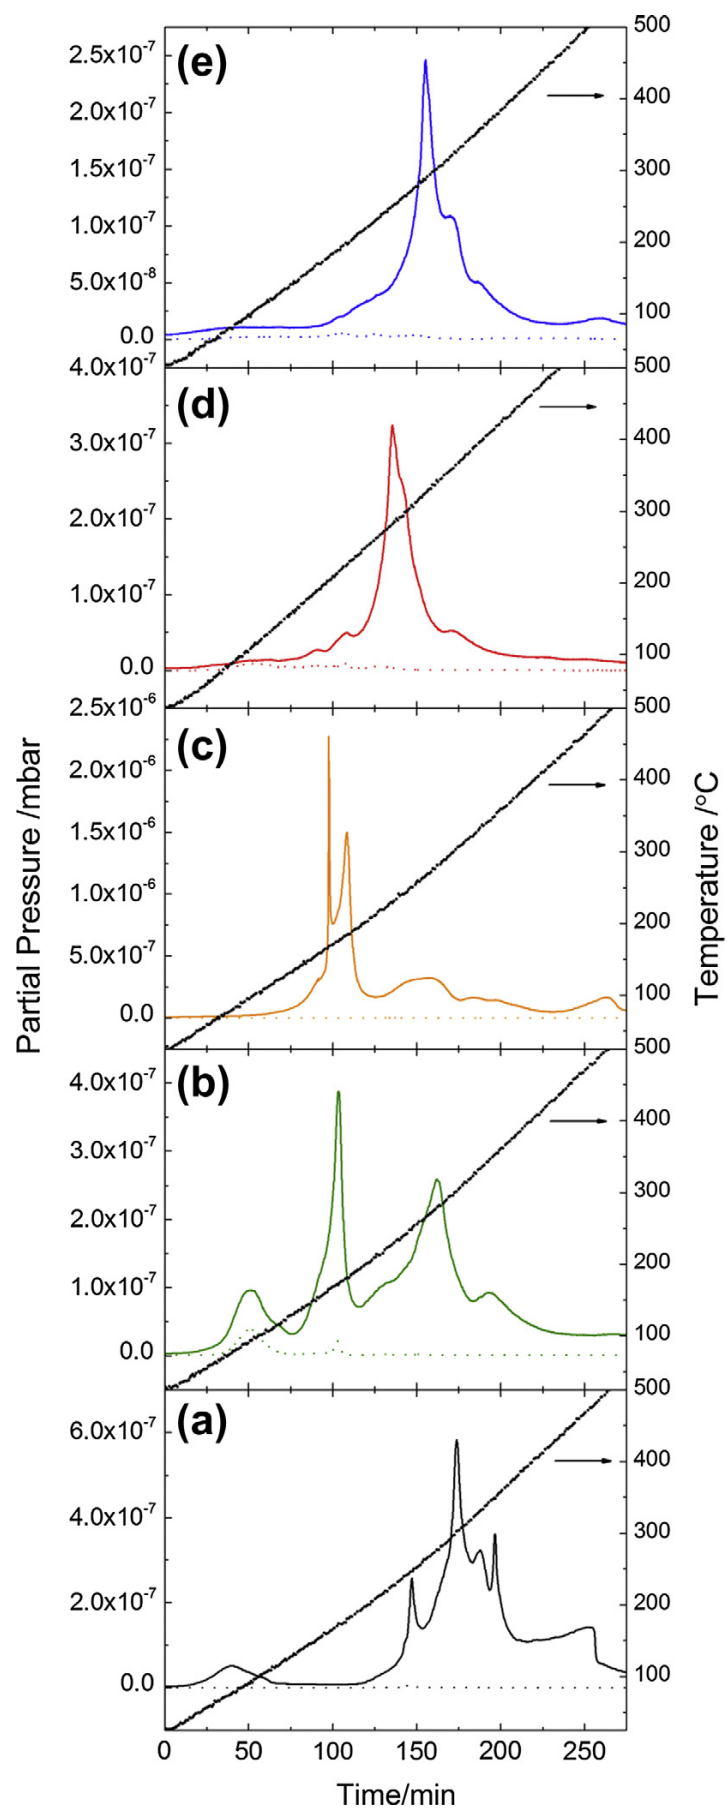 (e)
2.5x10⁻⁷
2.0x10⁻⁷
1.5x10⁻⁷
1.0x10⁻⁷
5.0x10⁻⁸
0.0
500
400
300
200
100
(d)
4.0x10⁻⁷
3.0x10⁻⁷
2.0x10⁻⁷
1.0x10⁻⁷
0.0
500
400
300
200
100
(c)
2.5x10⁻⁶
2.0x10⁻⁶
1.5x10⁻⁶
1.0x10⁻⁶
5.0x10⁻⁷
0.0
500
400
300
200
100
(b)
4.0x10⁻⁷
3.0x10⁻⁷
2.0x10⁻⁷
1.0x10⁻⁷
0.0
500
400
300
200
100
(a)
6.0x10⁻⁷
4.0x10⁻⁷
2.0x10⁻⁷
0.0
500
400
300
200
100
0 50 100 150 200 250
Time/min
Partial Pressure /mbar
Temperature /°C